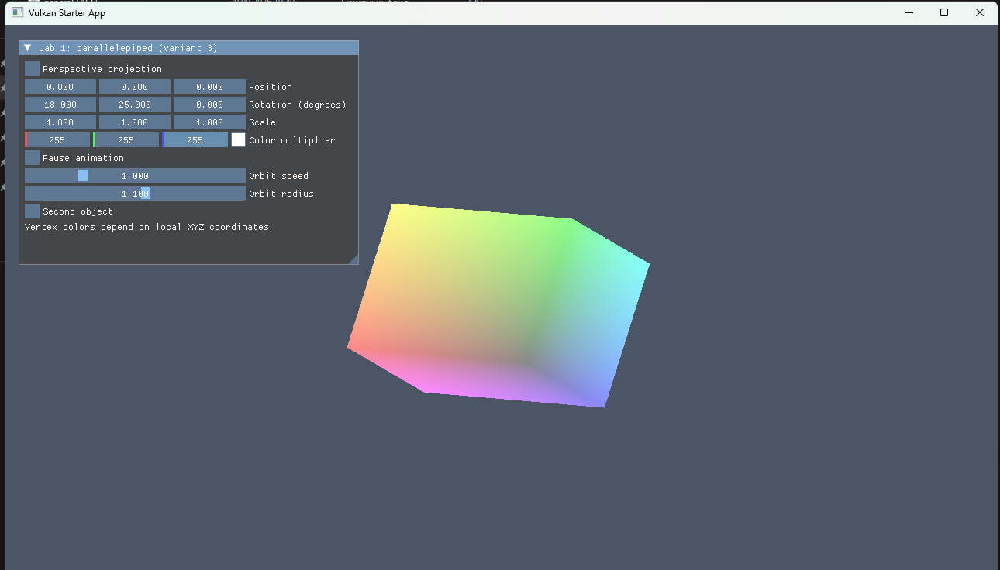 Vulkan Starter App
Lab 1: parallelepiped (variant 3)
Perspective projection
0.000 0.000 0.000 Position
18.000 25.000 0.000 Rotation (degrees)
1.000 1.000 1.000 Scale
255 255 255 Color multiplier
Pause animation
1.000 Orbit speed
1.100 Orbit radius
Second object
Vertex colors depend on local XYZ coordinates.